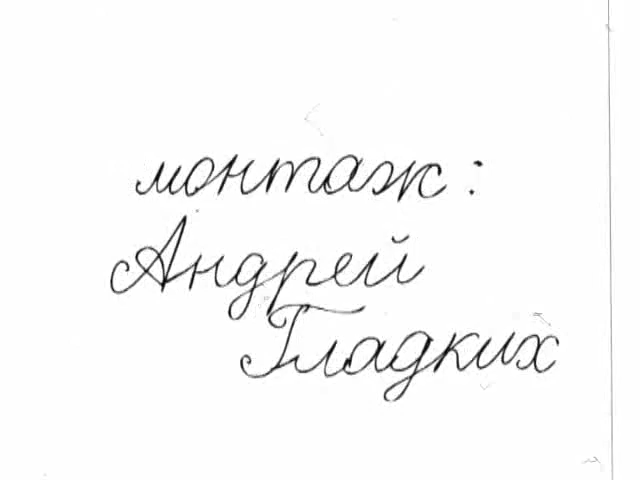 монтаж:
Андрей
Гладких